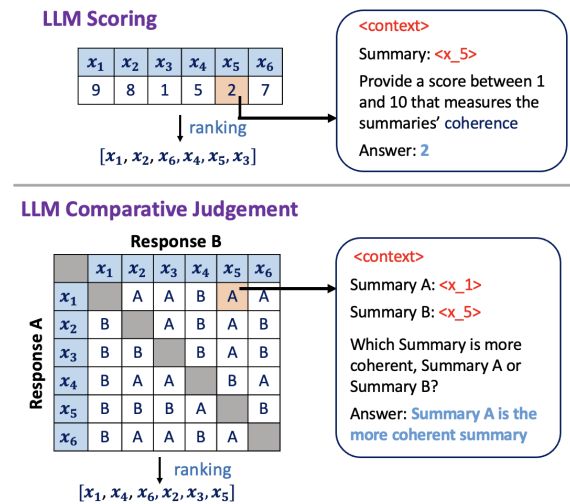 LLM Scoring
x₁ x₂ x₃ x₄ x₅ x₆
9 8 1 5 2 7
ranking
[x₁, x₂, x₆, x₄, x₅, x₃]
<context>
Summary: <x_5>
Provide a score between 1
and 10 that measures the
summaries’ coherence
Answer: 2
LLM Comparative Judgement
Response B
Response A
x₁ x₂ x₃ x₄ x₅ x₆
x₁ A A B A A
x₂ B A B A B
x₃ B B B A B
x₄ B A A B A
x₅ B B B A B
x₆ B A A B A
ranking
[x₁, x₄, x₆, x₂, x₃, x₅]
<context>
Summary A: <x_1>
Summary B: <x_5>
Which Summary is more
coherent, Summary A or
Summary B?
Answer: Summary A is the
more coherent summary